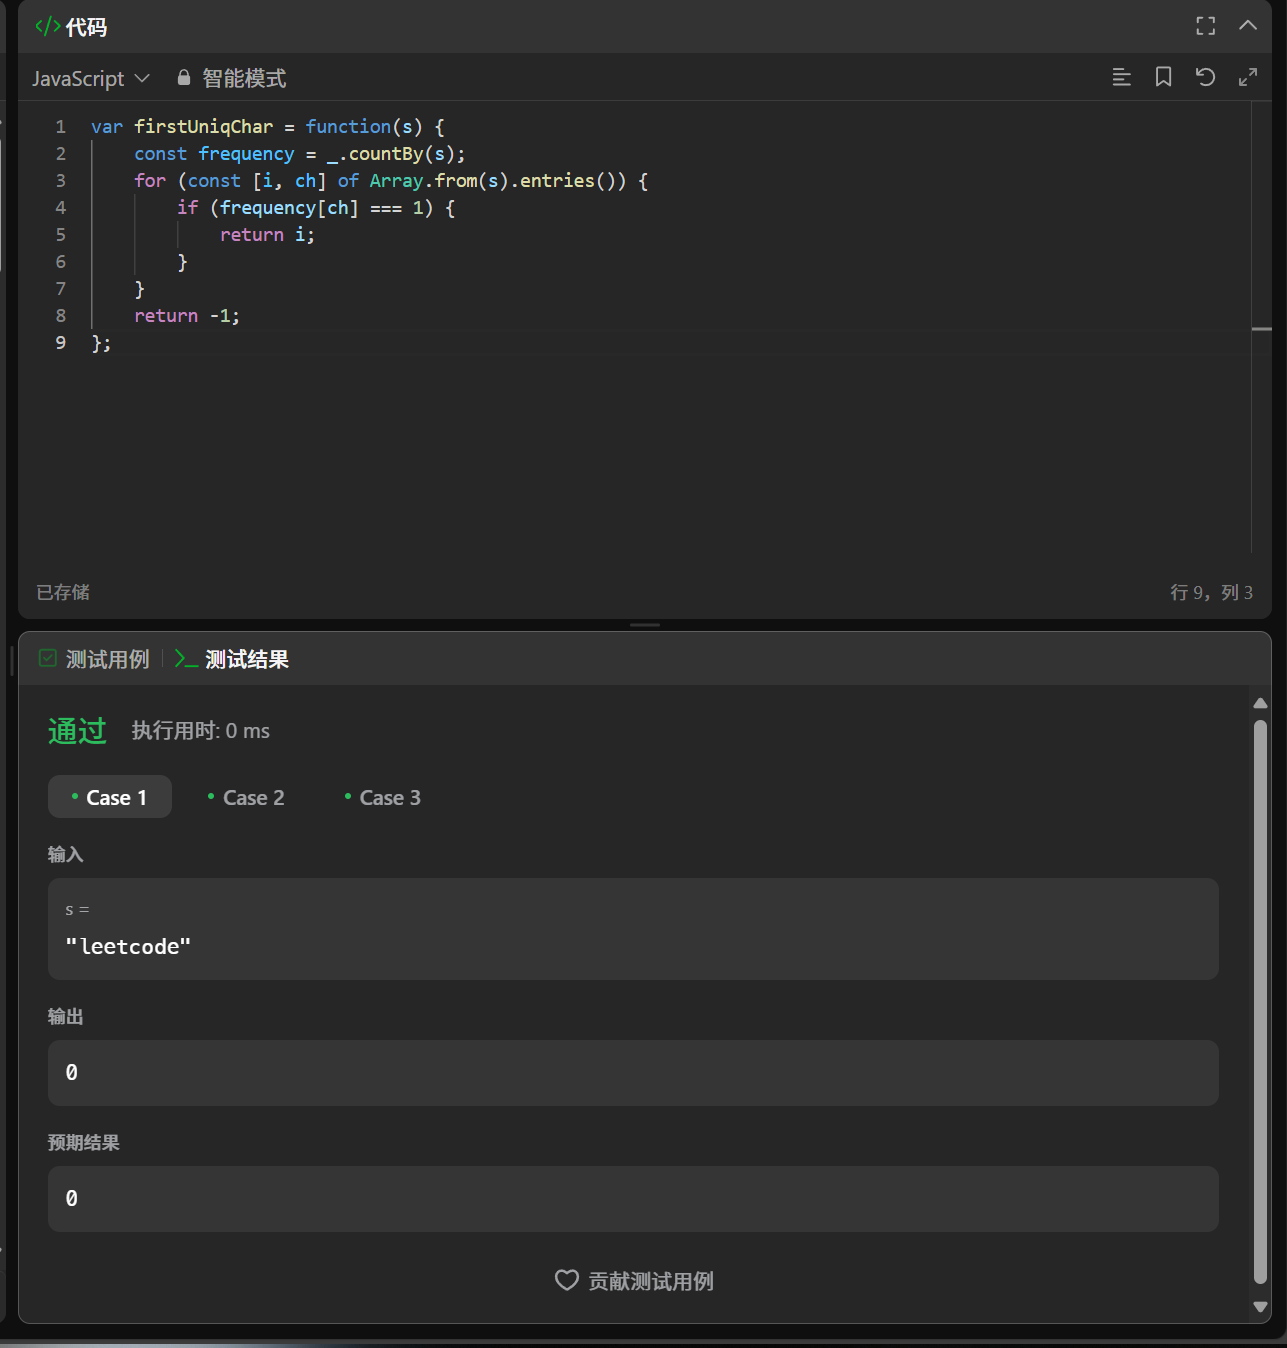 </> 代码
JavaScript 智能模式
1 var firstUniqChar = function(s) {
2     const frequency = _.countBy(s);
3     for (const [i, ch] of Array.from(s).entries()) {
4         if (frequency[ch] === 1) {
5             return i;
6         }
7     }
8     return -1;
9 };
已存储 行 9，列 3
测试用例 >_ 测试结果
通过 执行用时: 0 ms
• Case 1 • Case 2 • Case 3
输入
s =
"leetcode"
输出
0
预期结果
0
贡献测试用例